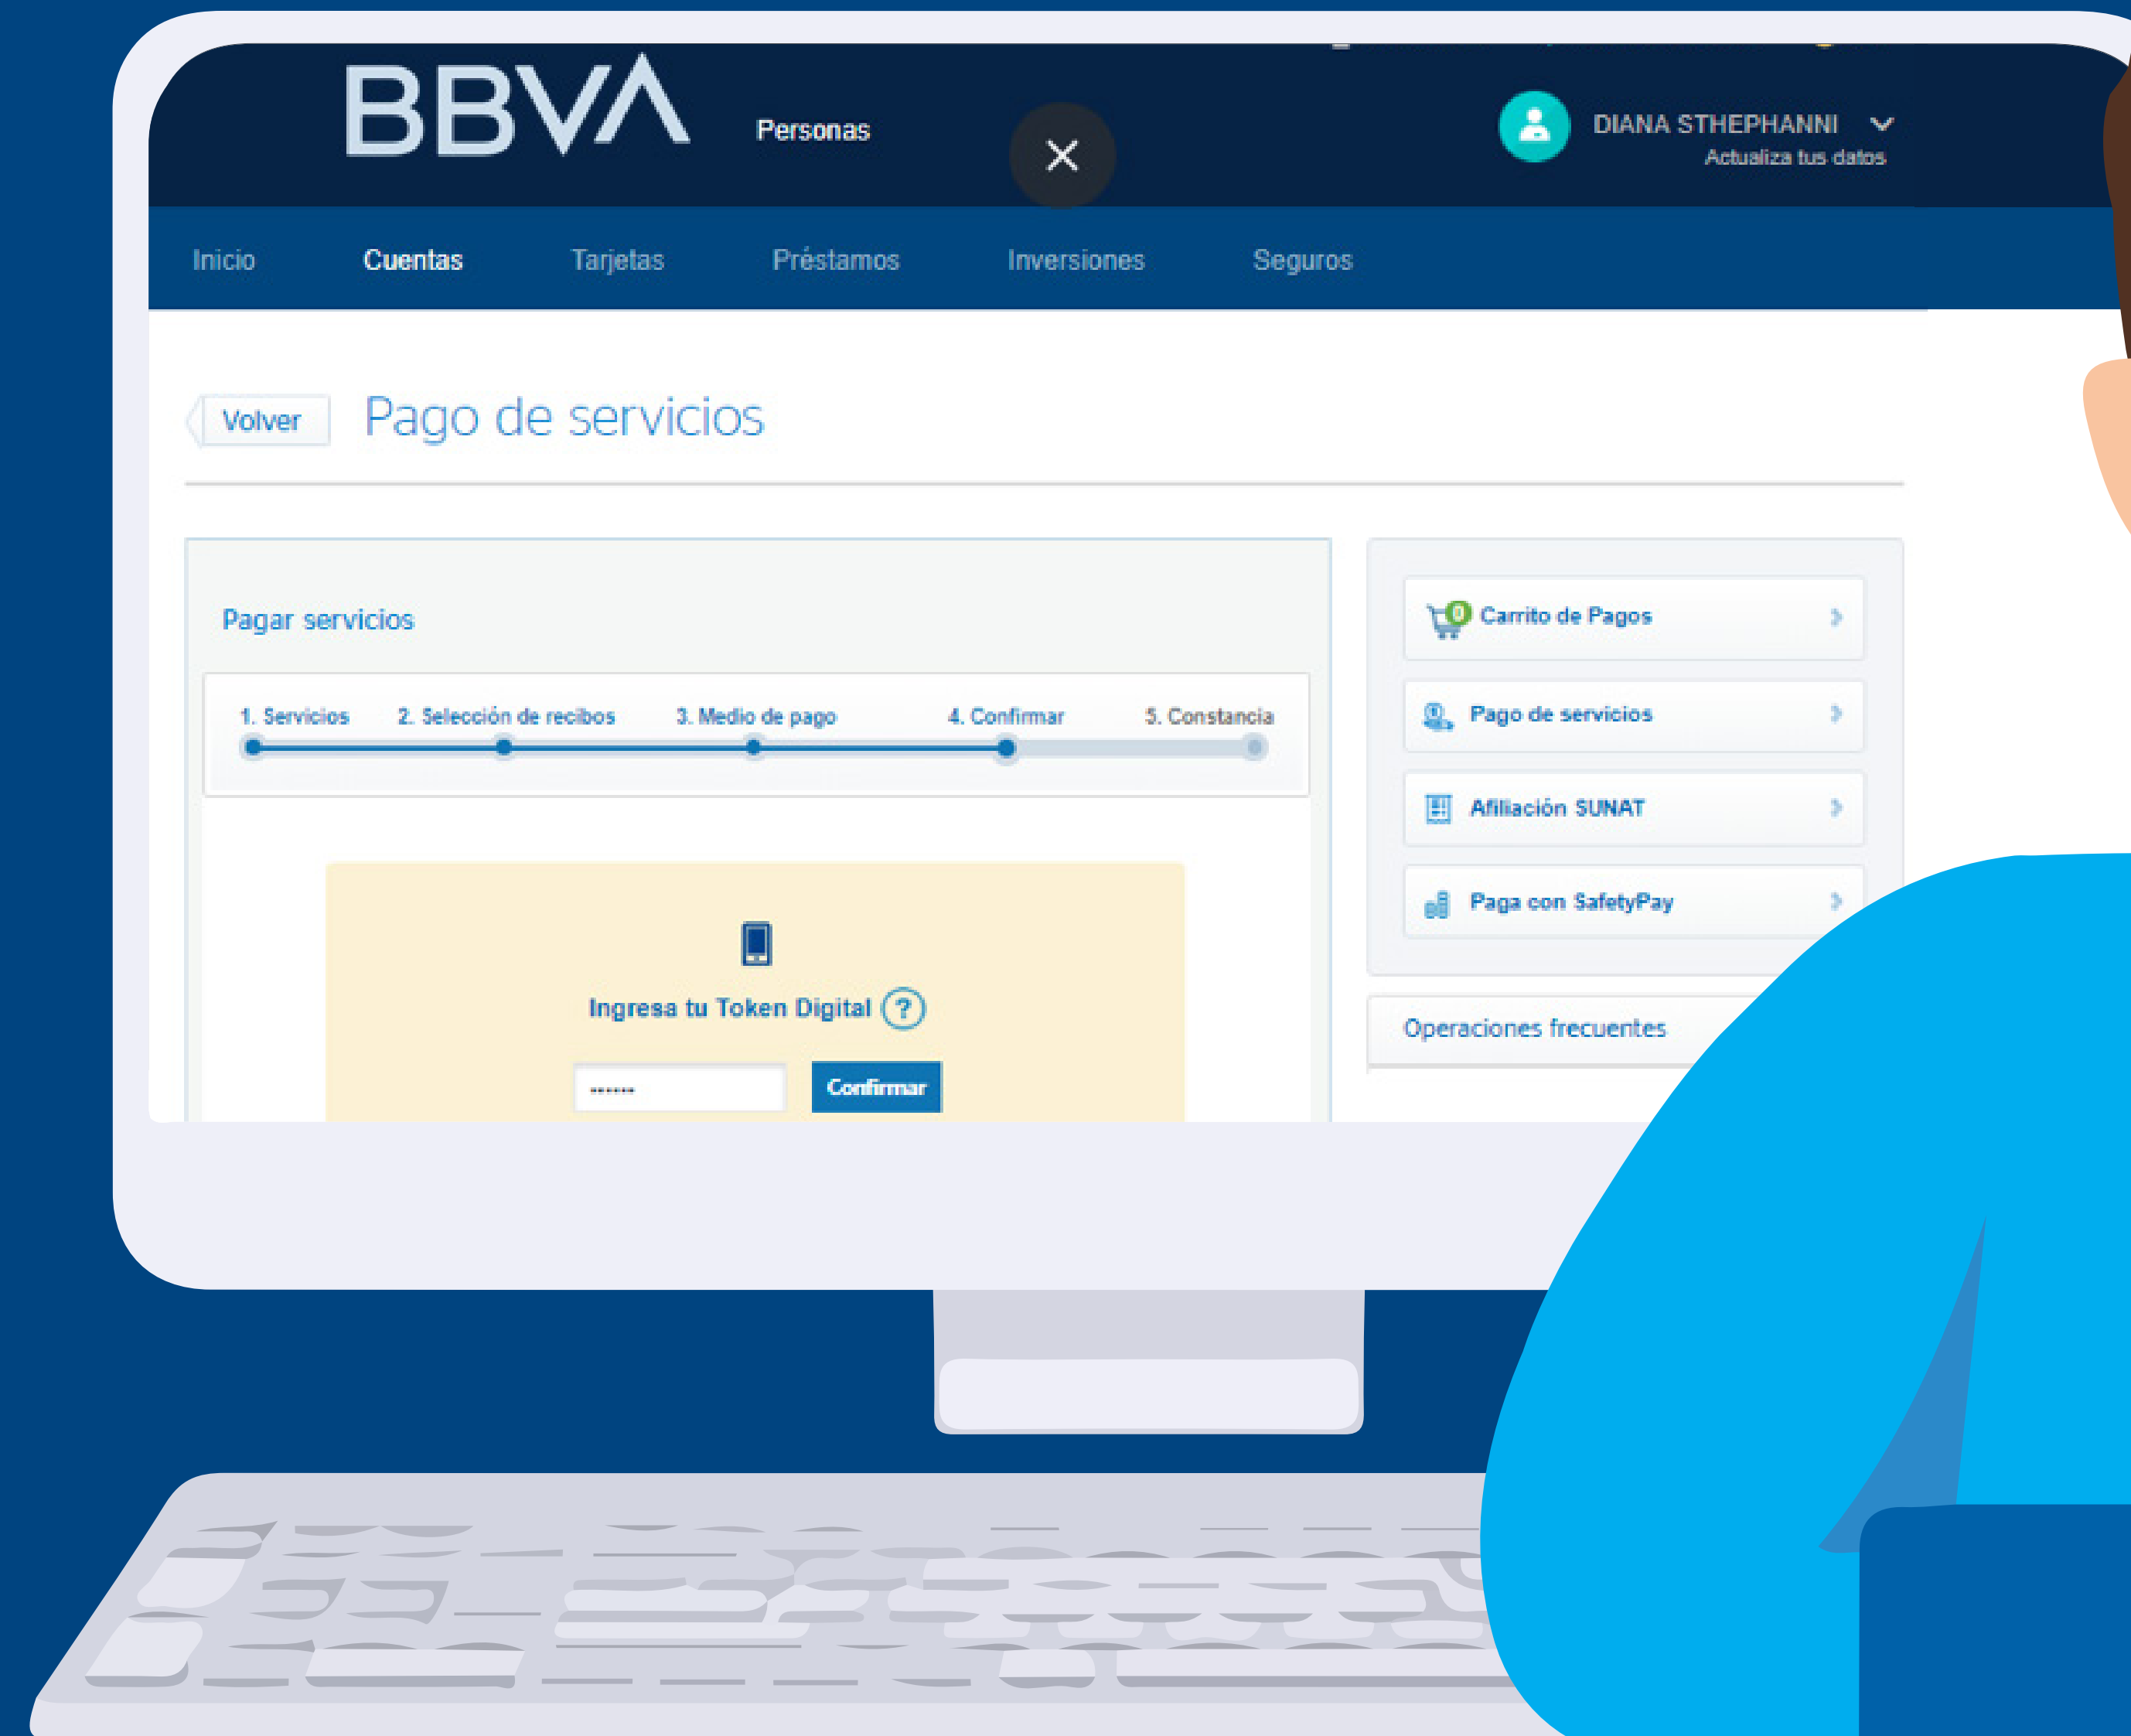 BBVA
Personas
DIANA STHEPHANNI
Actualiza tus datos
Inicio Cuentas Tarjetas Préstamos Inversiones Seguros
Volver
Pago de servicios
Pagar servicios
1. Servicios 2. Selección de recibos 3. Medio de pago 4. Confirmar 5. Constancia
Ingresa tu Token Digital ?
------ Confirmar
0 Carrito de Pagos
Pago de servicios
Afiliación SUNAT
Paga con SafetyPay
Operaciones frecuentes